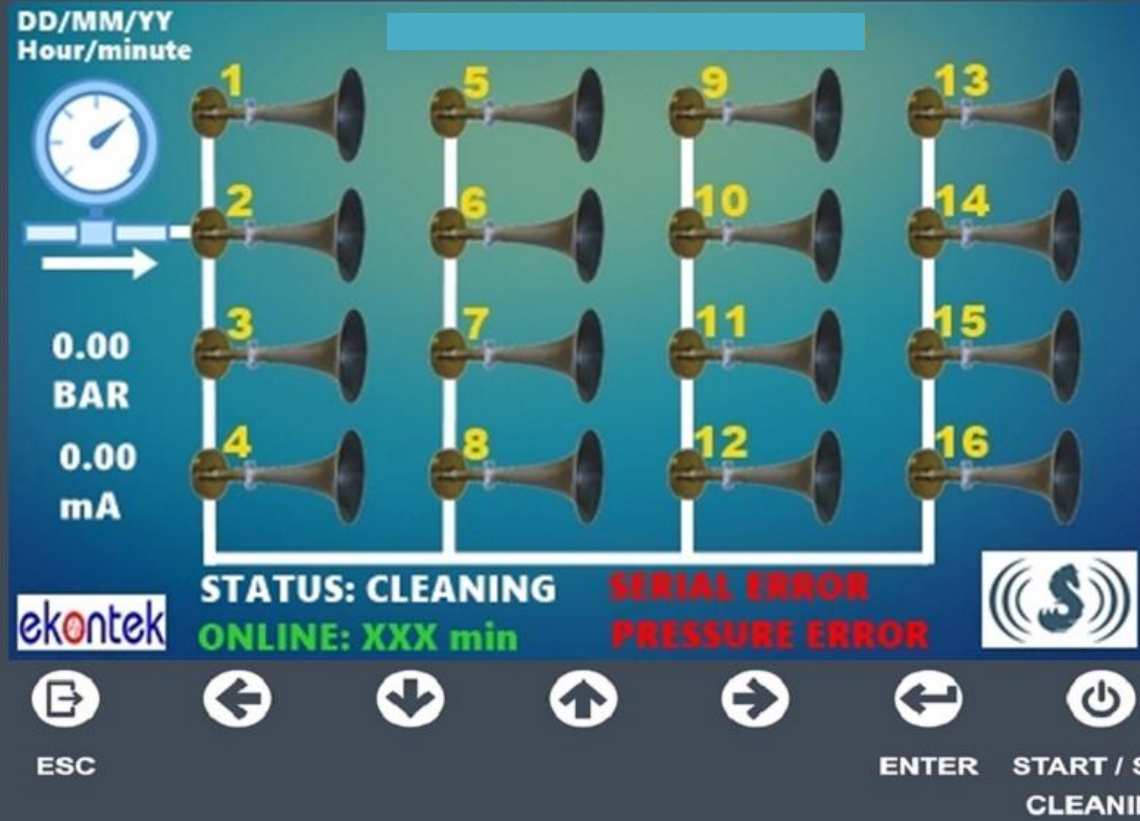 DD/MM/YY
Hour/minute
1 5 9 13
2 6 10 14
3 7 11 15
4 8 12 16
0.00
BAR
0.00
mA
STATUS: CLEANING SERIAL ERROR
ONLINE: XXX min PRESSURE ERROR
ekontek
ESC ENTER START / S
CLEANI